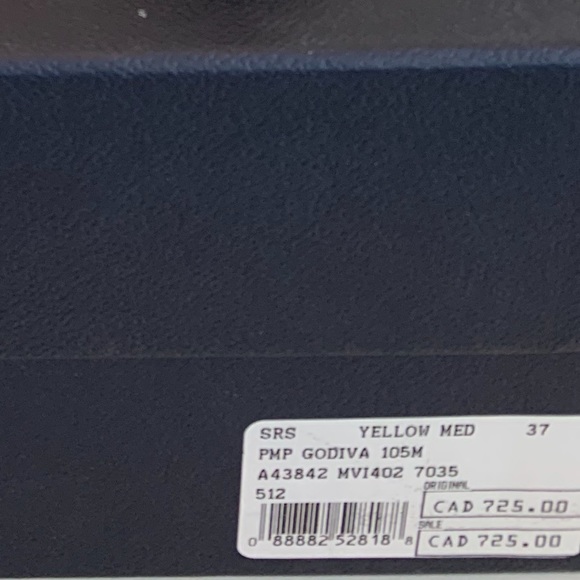 SRS YELLOW MED 37
PMP GODIVA 105M
A43842 MVI402 7035
512
ORIGINAL
CAD 725.00
SALE
CAD 725.00
0 88882 52818 8